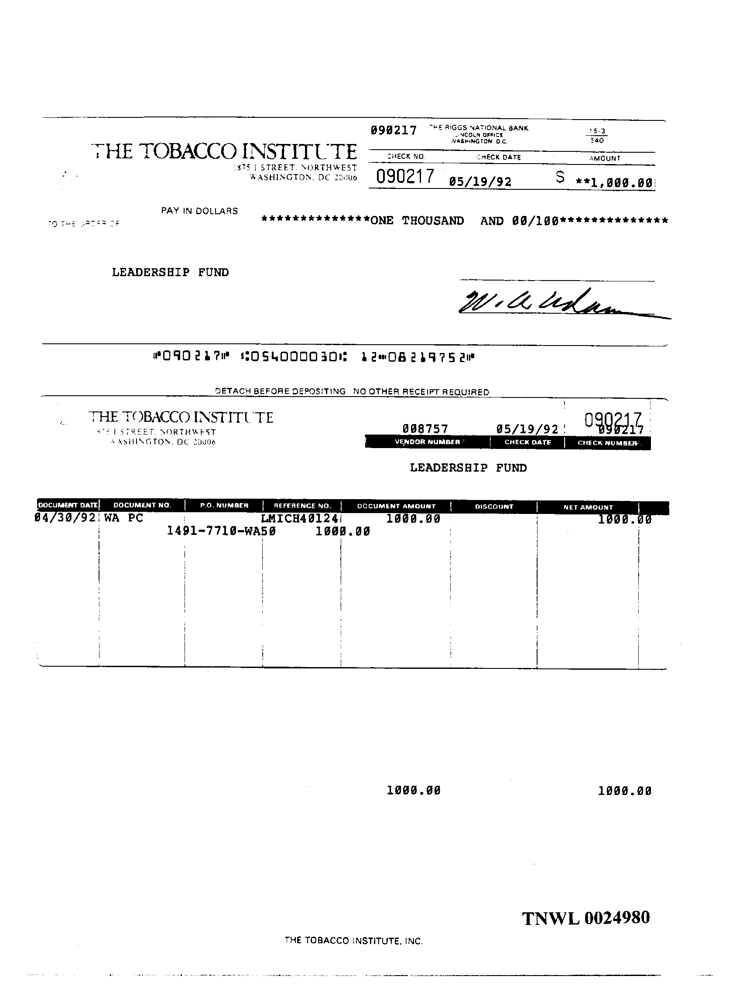 090217 THE RIGGS NATIONAL BANK
LINCOLN OFFICE
WASHINGTON D.C.
15-3
540
THE TOBACCO INSTITUTE
1875 I STREET, NORTHWEST
WASHINGTON, DC 20006
CHECK NO. CHECK DATE AMOUNT
090217 05/19/92 $ **1,000.00
PAY IN DOLLARS
TO THE ORDER OF
**************ONE THOUSAND AND 00/100***************
LEADERSHIP FUND
⑈090217⑈ ⑆054000030⑆ 12⑉08219752⑈
DETACH BEFORE DEPOSITING NO OTHER RECEIPT REQUIRED
THE TOBACCO INSTITUTE
1875 I STREET, NORTHWEST
WASHINGTON, DC 20006
008757 05/19/92 090217
090217
VENDOR NUMBER CHECK DATE CHECK NUMBER
LEADERSHIP FUND
DOCUMENT DATE DOCUMENT NO. P.O. NUMBER REFERENCE NO. DOCUMENT AMOUNT DISCOUNT NET AMOUNT
04/30/92 WA PC LMICH40124 1000.00 1000.00
1491-7710-WA50 1000.00
1000.00 1000.00
TNWL 0024980
THE TOBACCO INSTITUTE, INC.